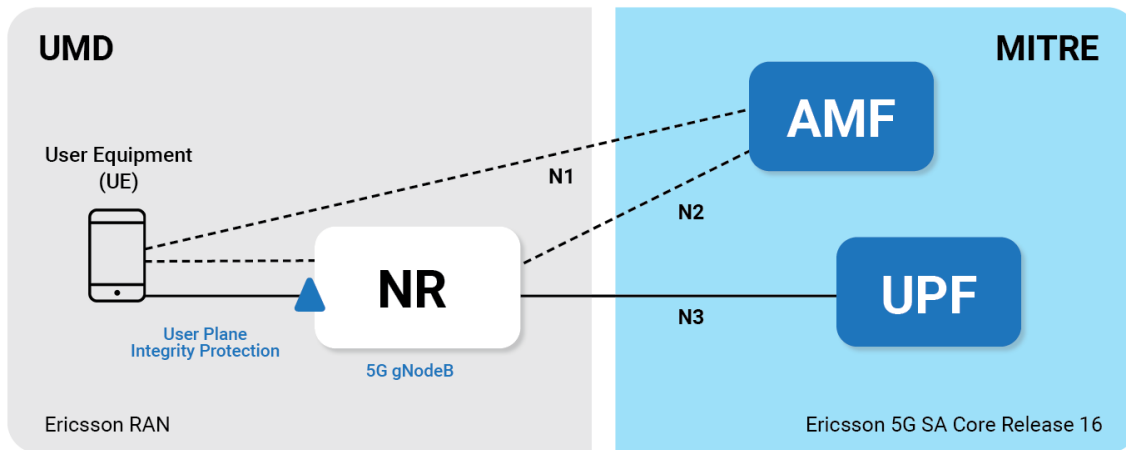 UMD
MITRE
AMF
User Equipment
(UE)
N1
N2
NR
UPF
N3
User Plane
Integrity Protection
5G gNodeB
Ericsson RAN
Ericsson 5G SA Core Release 16